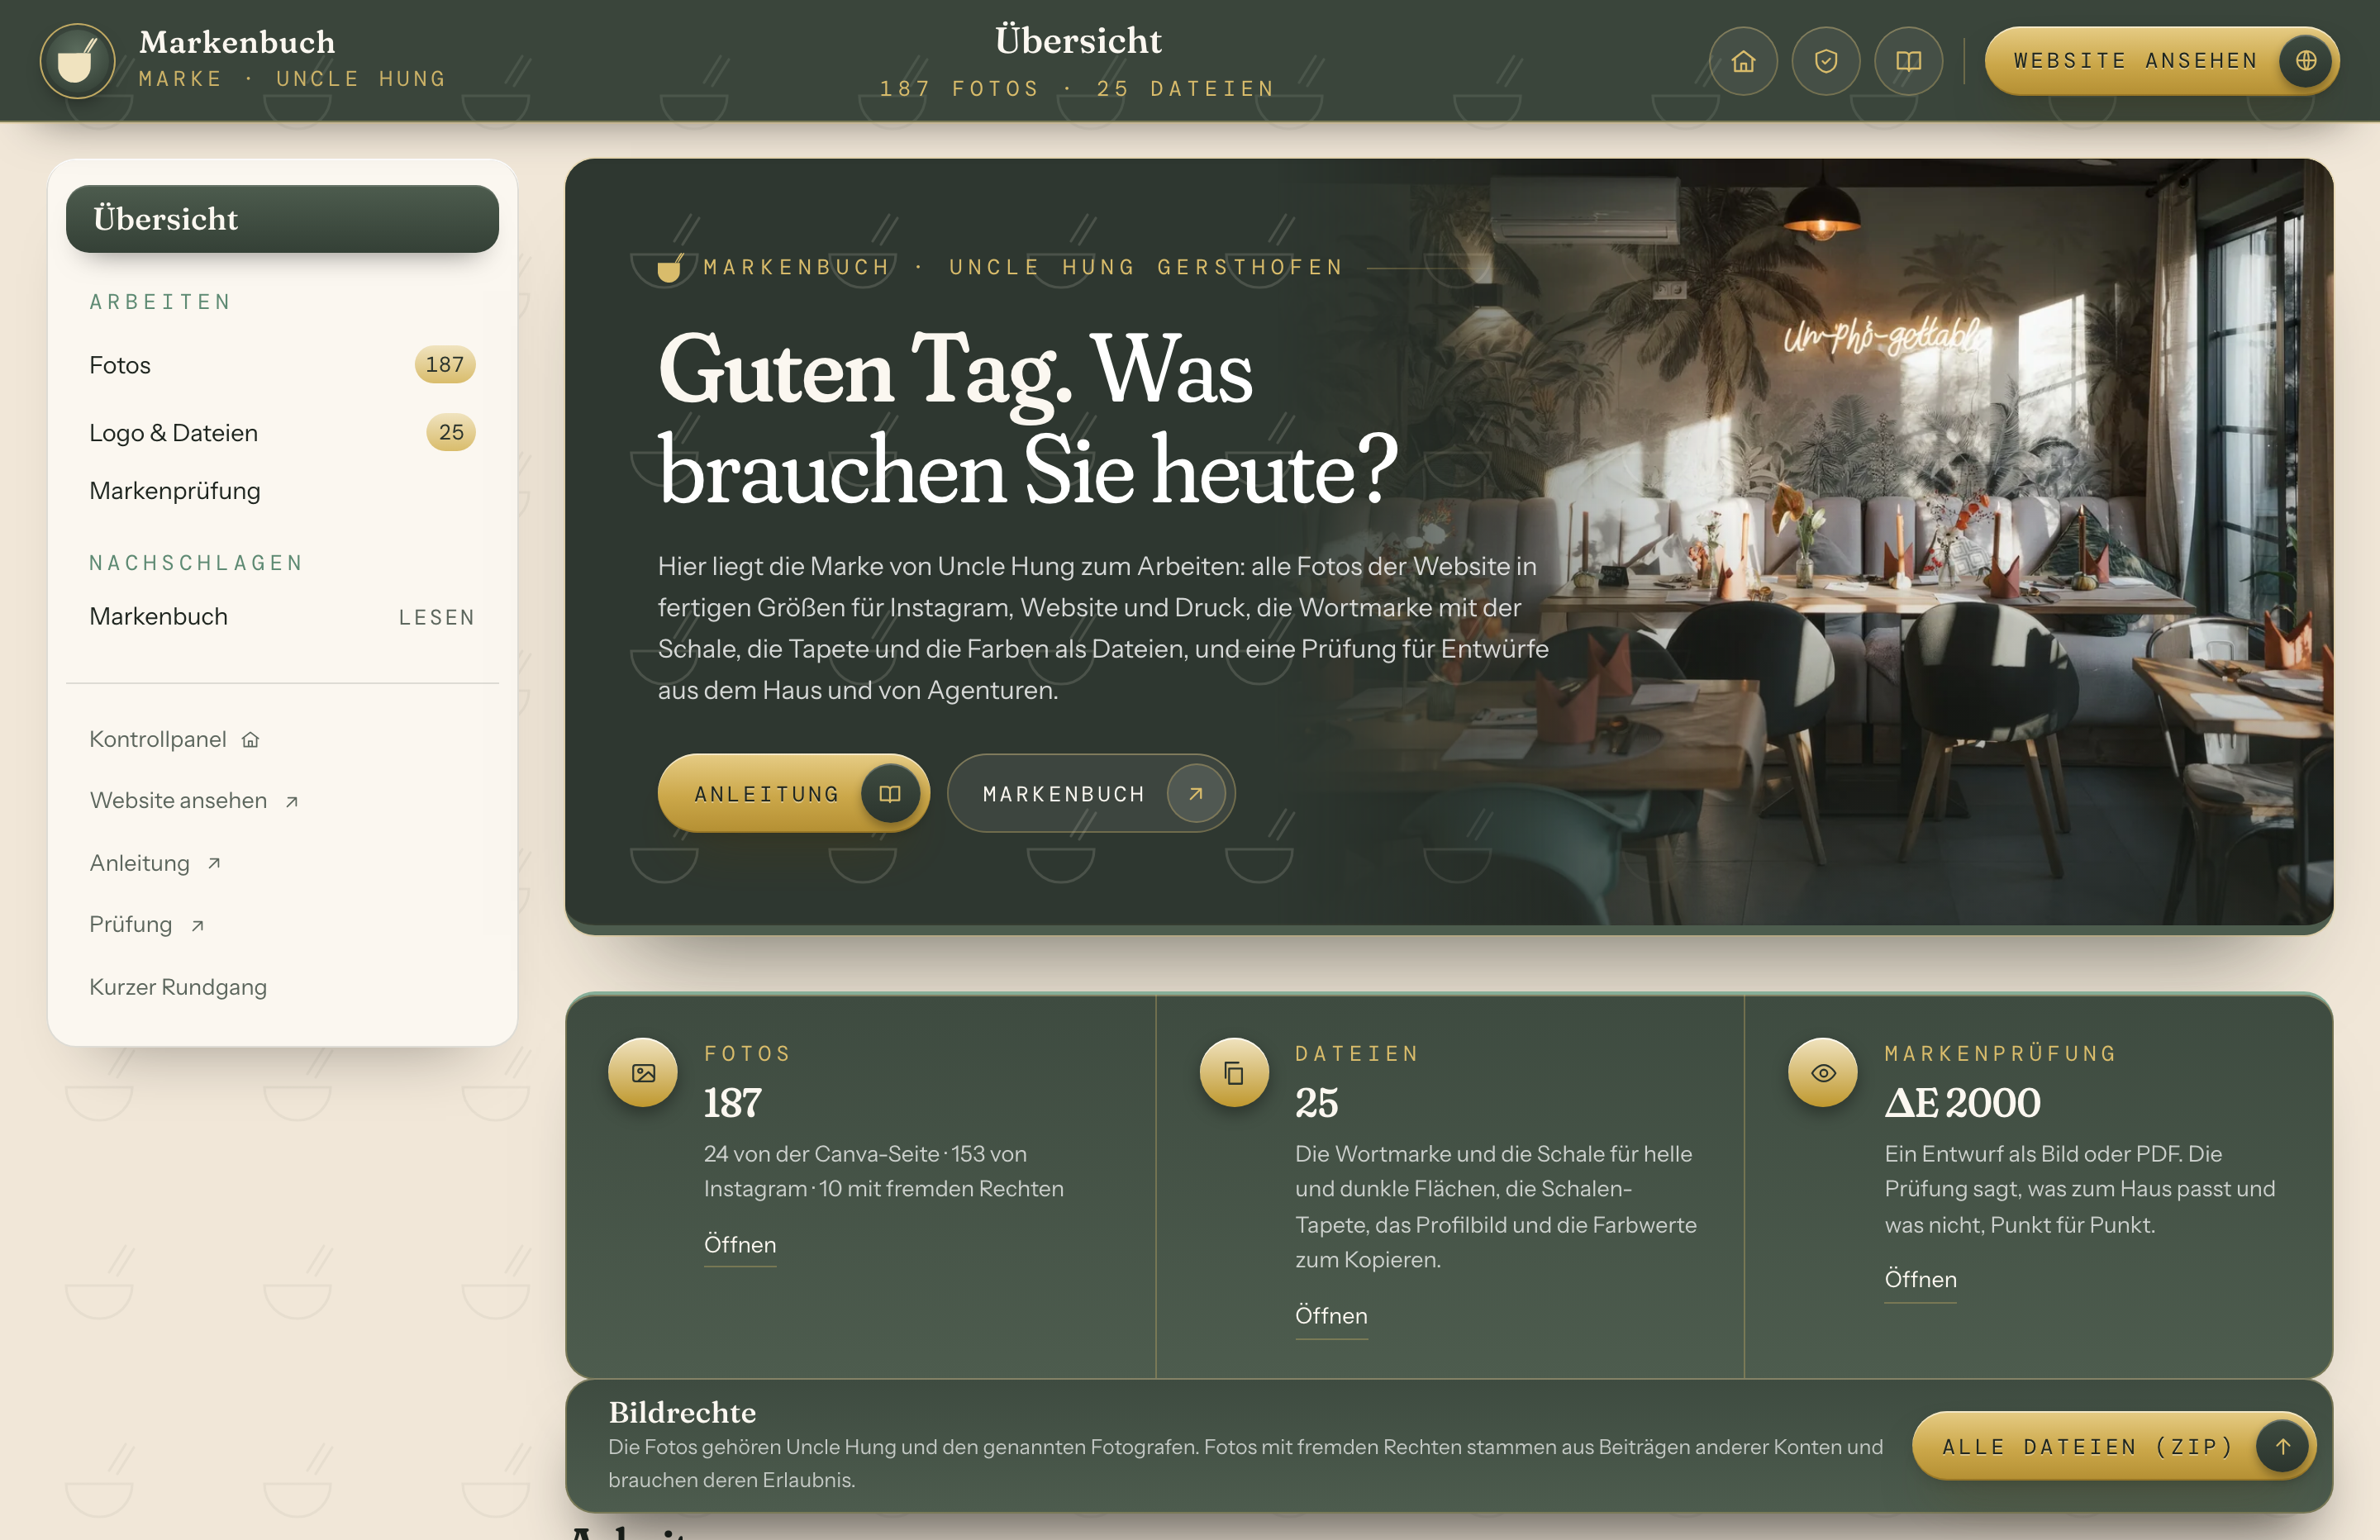 Markenbuch
MARKE · UNCLE HUNG
Übersicht
187 FOTOS · 25 DATEIEN
WEBSITE ANSEHEN
Übersicht
ARBEITEN
Fotos 187
Logo & Dateien 25
Markenprüfung
NACHSCHLAGEN
Markenbuch LESEN
Kontrollpanel
Website ansehen
Anleitung
Prüfung
Kurzer Rundgang
MARKENBUCH · UNCLE HUNG GERSTHOFEN
Guten Tag. Was
brauchen Sie heute?
Hier liegt die Marke von Uncle Hung zum Arbeiten: alle Fotos der Website in
fertigen Größen für Instagram, Website und Druck, die Wortmarke mit der
Schale, die Tapete und die Farben als Dateien, und eine Prüfung für Entwürfe
aus dem Haus und von Agenturen.
ANLEITUNG
MARKENBUCH
Un-phở-gettable
FOTOS
187
24 von der Canva-Seite · 153 von
Instagram · 10 mit fremden Rechten
Öffnen
DATEIEN
25
Die Wortmarke und die Schale für helle
und dunkle Flächen, die Schalen-
Tapete, das Profilbild und die Farbwerte
zum Kopieren.
Öffnen
MARKENPRÜFUNG
ΔE 2000
Ein Entwurf als Bild oder PDF. Die
Prüfung sagt, was zum Haus passt und
was nicht, Punkt für Punkt.
Öffnen
Bildrechte
Die Fotos gehören Uncle Hung und den genannten Fotografen. Fotos mit fremden Rechten stammen aus Beiträgen anderer Konten und
brauchen deren Erlaubnis.
ALLE DATEIEN (ZIP)